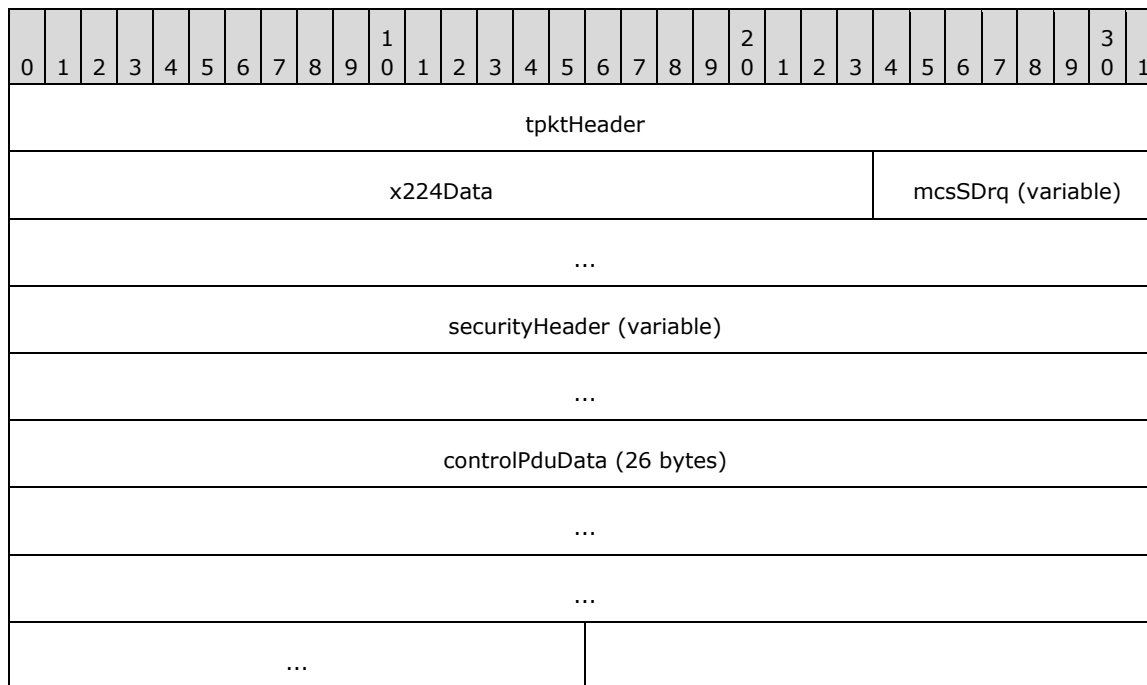 1 2 3
0 1 2 3 4 5 6 7 8 9 0 1 2 3 4 5 6 7 8 9 0 1 2 3 4 5 6 7 8 9 0 1
tpktHeader
x224Data mcsSDrq (variable)
...
securityHeader (variable)
...
controlPduData (26 bytes)
...
...
...